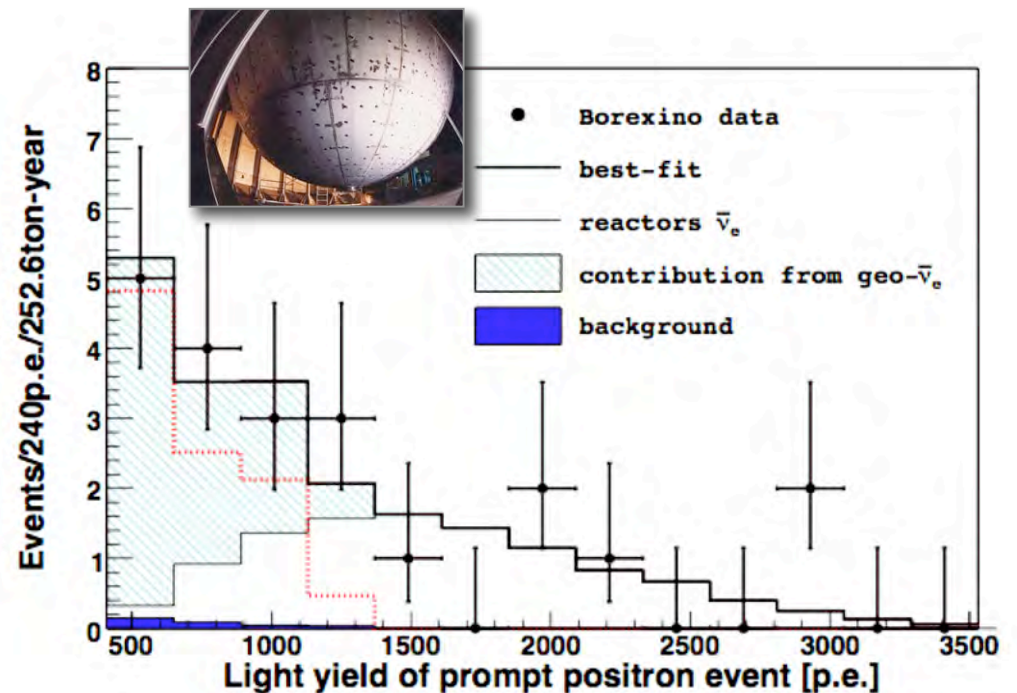 8
7
6
5
4
3
2
1
0
Events/240p.e./252.6ton-year
Borexino data
best-fit
reactors ν̅ₑ
contribution from geo-ν̅ₑ
background
500 1000 1500 2000 2500 3000 3500
Light yield of prompt positron event [p.e.]